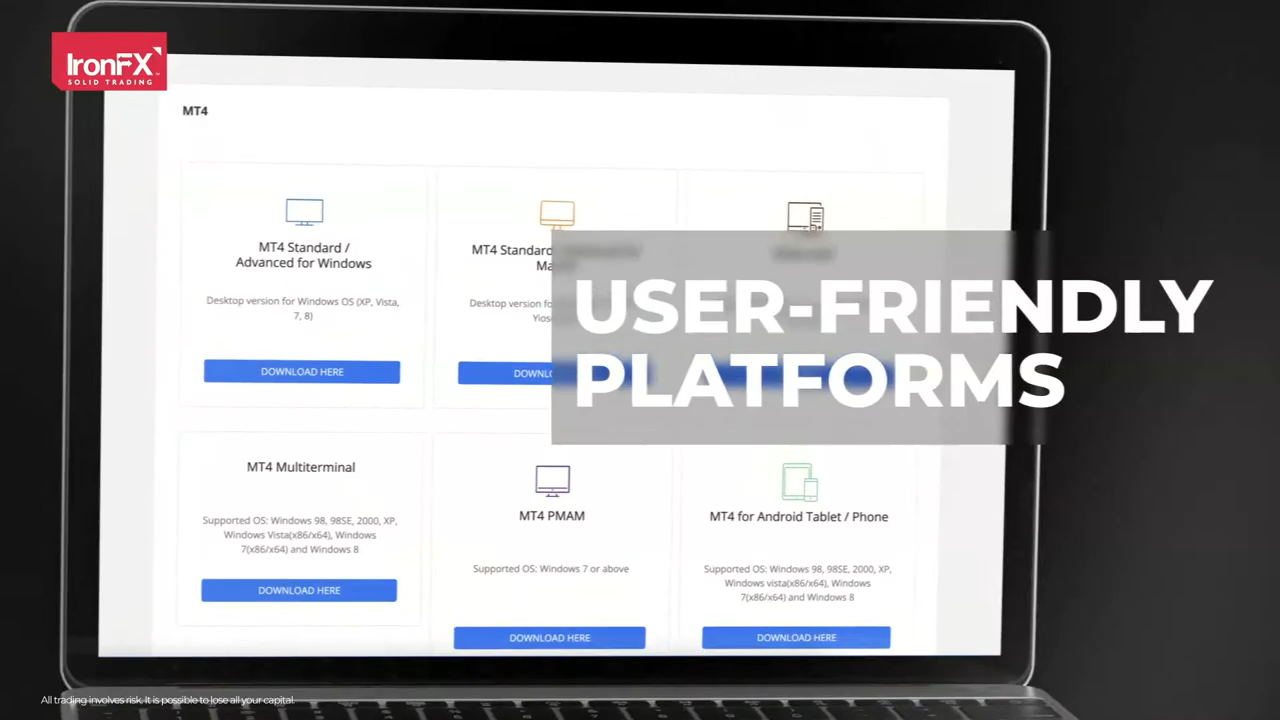 IronFX
SOLID TRADING
MT4
MT4 Standard /
Advanced for Windows
Desktop version for Windows OS (XP, Vista,
7, 8)
DOWNLOAD HERE
MT4 Standard
Desktop version
USER-FRIENDLY
PLATFORMS
MT4 Multiterminal
Supported OS: Windows 98, 98SE, 2000, XP,
Windows Vista(x86/x64), Windows
7(x86/x64) and Windows 8
DOWNLOAD HERE
MT4 PMAM
Supported OS: Windows 7 or above
DOWNLOAD HERE
MT4 for Android Tablet / Phone
Supported OS: Windows 98, 98SE, 2000, XP,
Windows vista(x86/x64), Windows
7(x86/x64) and Windows 8
DOWNLOAD HERE
All trading involves risk. It is possible to lose all your capital.